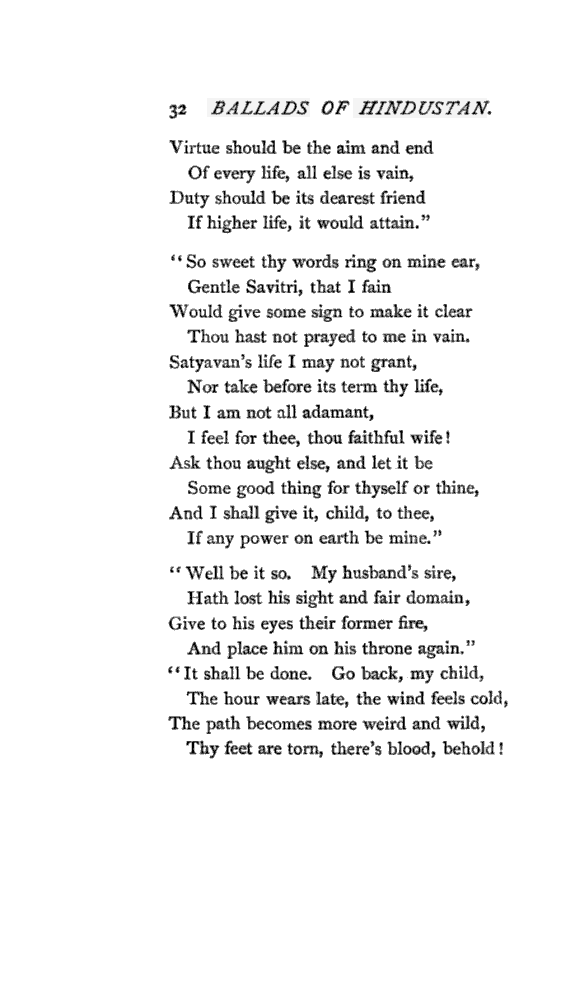 32 BALLADS OF HINDUSTAN.
Virtue should be the aim and end
Of every life, all else is vain,
Duty should be its dearest friend
If higher life, it would attain."
"So sweet thy words ring on mine ear,
Gentle Savitri, that I fain
Would give some sign to make it clear
Thou hast not prayed to me in vain.
Satyavan's life I may not grant,
Nor take before its term thy life,
But I am not all adamant,
I feel for thee, thou faithful wife!
Ask thou aught else, and let it be
Some good thing for thyself or thine,
And I shall give it, child, to thee,
If any power on earth be mine."
"Well be it so. My husband's sire,
Hath lost his sight and fair domain,
Give to his eyes their former fire,
And place him on his throne again."
"It shall be done. Go back, my child,
The hour wears late, the wind feels cold,
The path becomes more weird and wild,
Thy feet are torn, there's blood, behold!